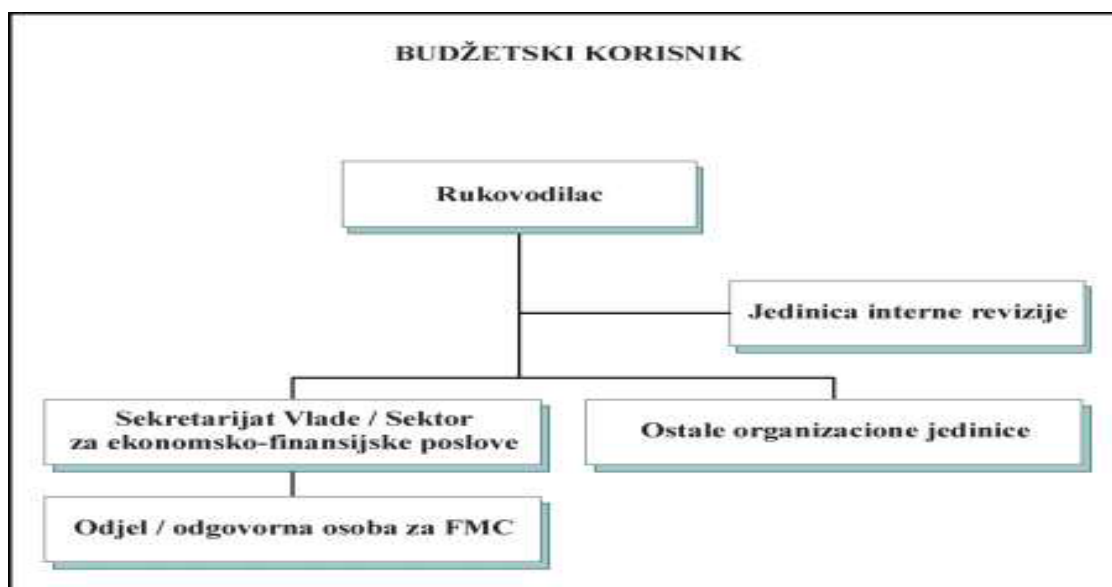 BUDŽETSKI KORISNIK
Rukovodilac
Jedinica interne revizije
Sekretarijat Vlade / Sektor
za ekonomsko-finansijske poslove
Ostale organizacione jedinice
Odjel / odgovorna osoba za FMC